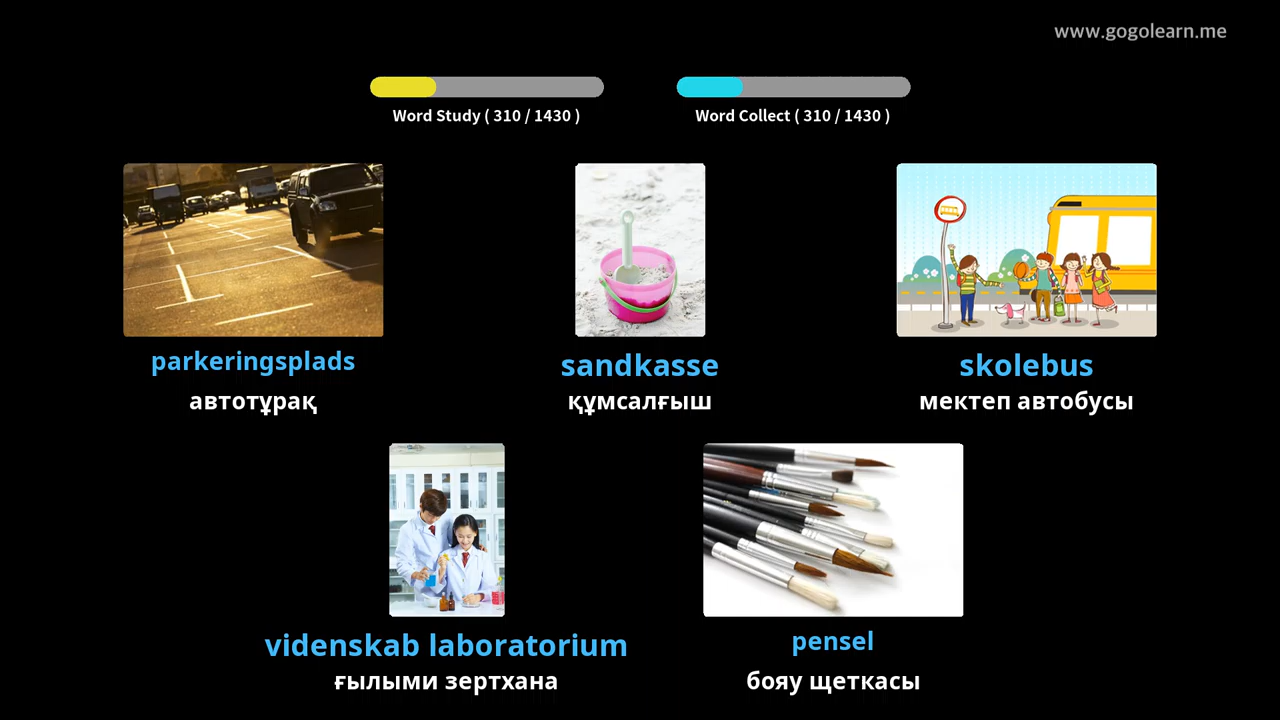 www.gogolearn.me
Word Study ( 310 / 1430 )
Word Collect ( 310 / 1430 )
parkeringsplads
автотұрақ
sandkasse
құмсалғыш
skolebus
мектеп автобусы
videnskab laboratorium
ғылыми зертхана
pensel
бояу щеткасы